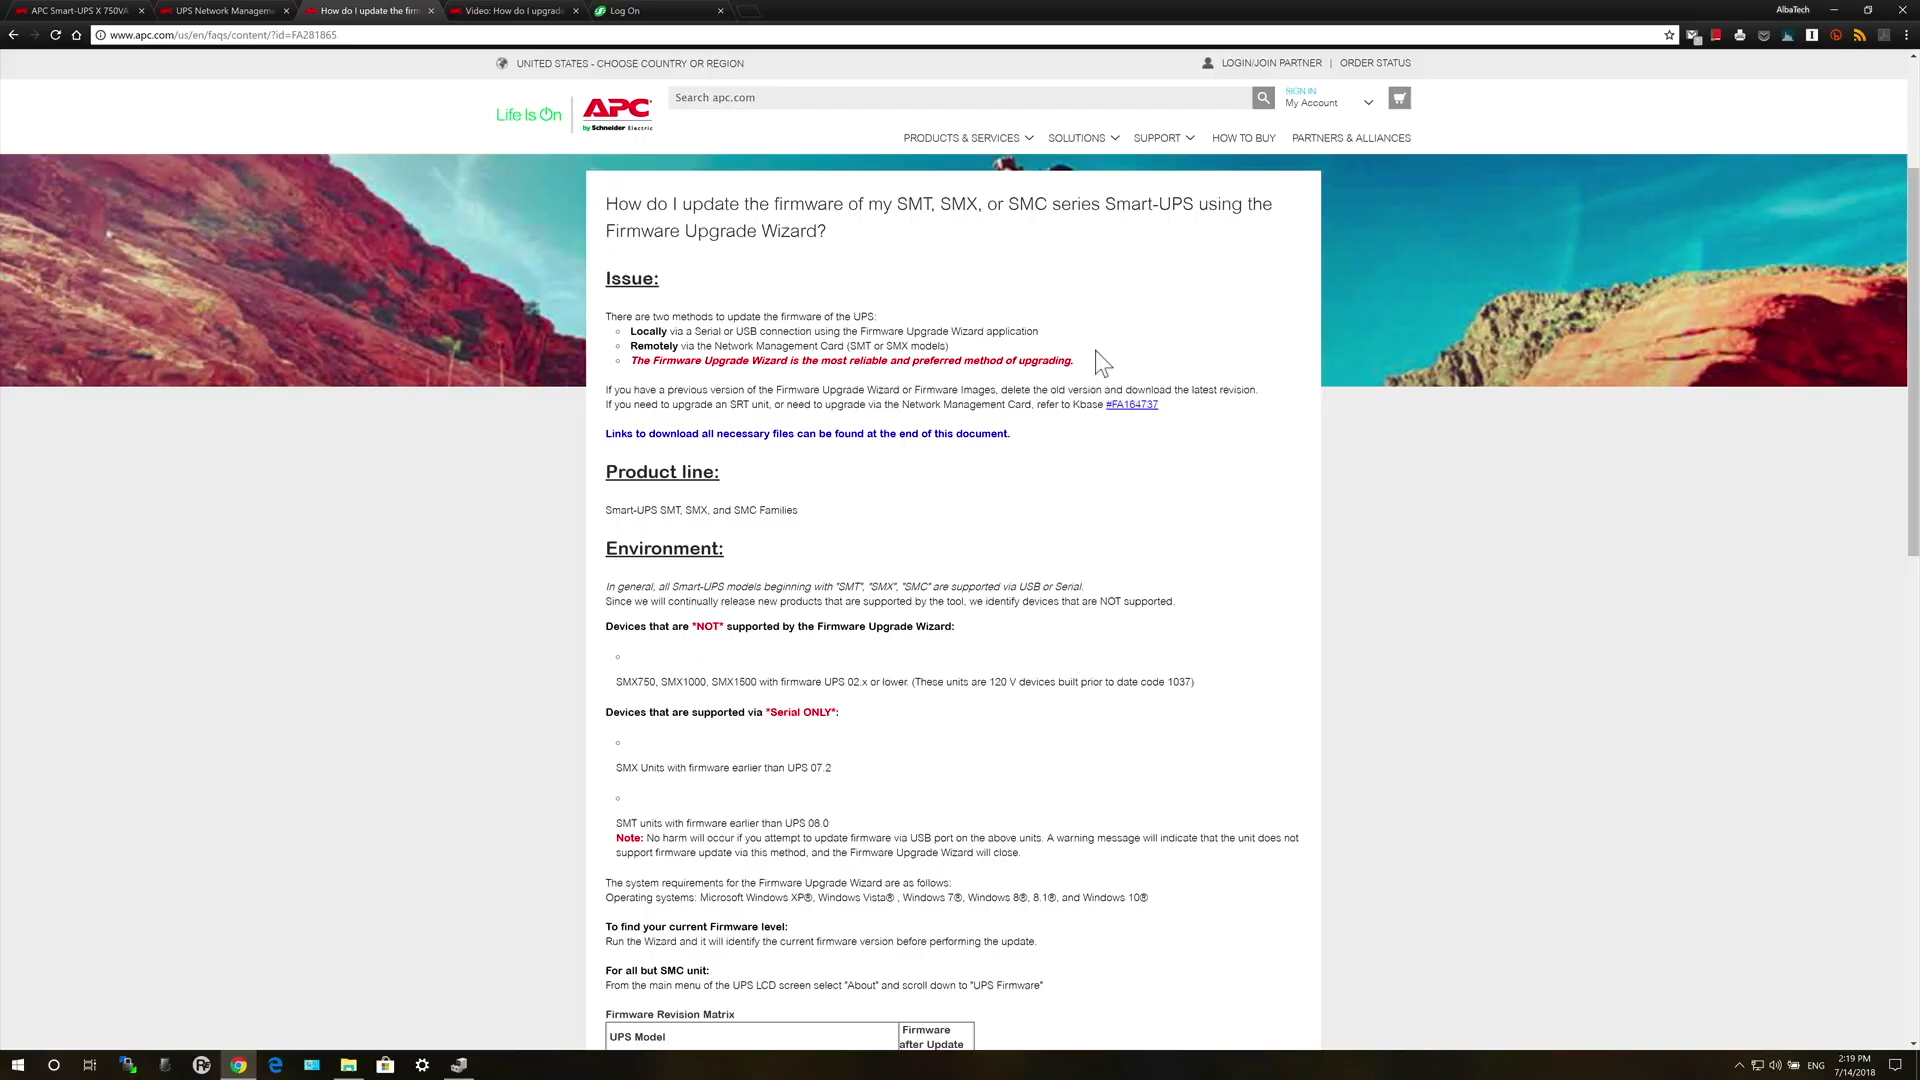 APC Smart-UPS X 750VA
UPS Network Manageme
How do I update the firm
Video: How do I upgrade
Log On
AlbaTech
www.apc.com/us/en/faqs/content/?id=FA281865
UNITED STATES - CHOOSE COUNTRY OR REGION
LOGIN/JOIN PARTNER | ORDER STATUS
Life Is On
APC
by Schneider Electric
Search apc.com
SIGN IN
My Account
PRODUCTS & SERVICES
SOLUTIONS
SUPPORT
HOW TO BUY
PARTNERS & ALLIANCES
How do I update the firmware of my SMT, SMX, or SMC series Smart-UPS using the
Firmware Upgrade Wizard?
Issue:
There are two methods to update the firmware of the UPS:
Locally via a Serial or USB connection using the Firmware Upgrade Wizard application
Remotely via the Network Management Card (SMT or SMX models)
The Firmware Upgrade Wizard is the most reliable and preferred method of upgrading.
If you have a previous version of the Firmware Upgrade Wizard or Firmware Images, delete the old version and download the latest revision.
If you need to upgrade an SRT unit, or need to upgrade via the Network Management Card, refer to Kbase #FA164737
Links to download all necessary files can be found at the end of this document.
Product line:
Smart-UPS SMT, SMX, and SMC Families
Environment:
In general, all Smart-UPS models beginning with "SMT", "SMX", "SMC" are supported via USB or Serial.
Since we will continually release new products that are supported by the tool, we identify devices that are NOT supported.
Devices that are *NOT* supported by the Firmware Upgrade Wizard:
SMX750, SMX1000, SMX1500 with firmware UPS 02.x or lower. (These units are 120 V devices built prior to date code 1037)
Devices that are supported via *Serial ONLY*:
SMX Units with firmware earlier than UPS 07.2
SMT units with firmware earlier than UPS 08.0
Note: No harm will occur if you attempt to update firmware via USB port on the above units. A warning message will indicate that the unit does not
support firmware update via this method, and the Firmware Upgrade Wizard will close.
The system requirements for the Firmware Upgrade Wizard are as follows:
Operating systems: Microsoft Windows XP®, Windows Vista® , Windows 7®, Windows 8®, 8.1®, and Windows 10®
To find your current Firmware level:
Run the Wizard and it will identify the current firmware version before performing the update.
For all but SMC unit:
From the main menu of the UPS LCD screen select "About" and scroll down to "UPS Firmware"
Firmware Revision Matrix
UPS Model
Firmware
after Update
ENG
2:19 PM
7/14/2018